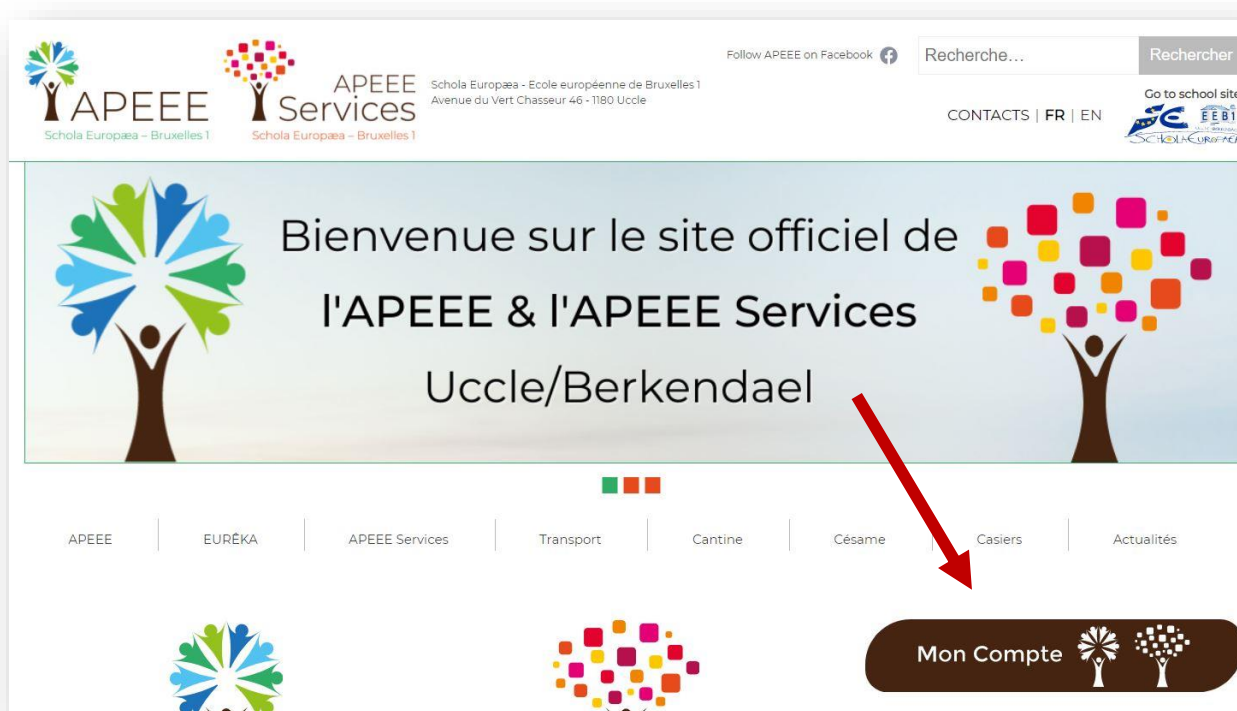 APEEE
Schola Europæa – Bruxelles 1
APEEE
Services
Schola Europæa – Bruxelles 1
Schola Europæa - Ecole européenne de Bruxelles 1
Avenue du Vert Chasseur 46 - 1180 Uccle
Follow APEEE on Facebook
Recherche...
Rechercher
CONTACTS | FR | EN
Go to school site
EEB1
Bienvenue sur le site officiel de
l'APEEE & l'APEEE Services
Uccle/Berkendael
APEEE
EURÊKA
APEEE Services
Transport
Cantine
Césame
Casiers
Actualités
Mon Compte